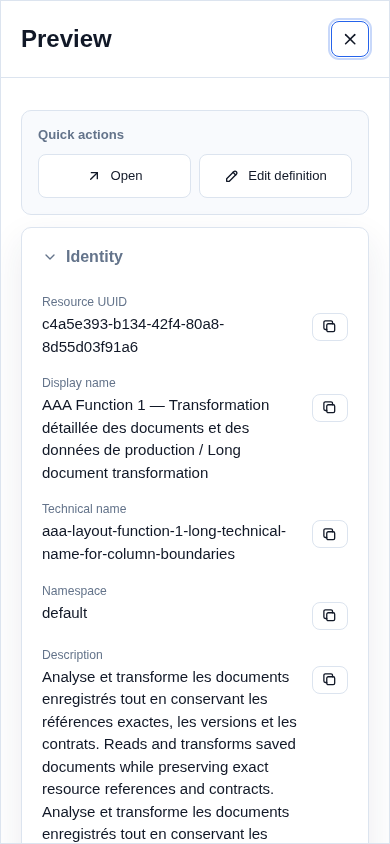 Preview
Quick actions
Open
Edit definition
Identity
Resource UUID
c4a5e393-b134-42f4-80a8-
8d55d03f91a6
Display name
AAA Function 1 — Transformation
détaillée des documents et des
données de production / Long
document transformation
Technical name
aaa-layout-function-1-long-technical-
name-for-column-boundaries
Namespace
default
Description
Analyse et transforme les documents
enregistrés tout en conservant les
références exactes, les versions et les
contrats. Reads and transforms saved
documents while preserving exact
resource references and contracts.
Analyse et transforme les documents
enregistrés tout en conservant les